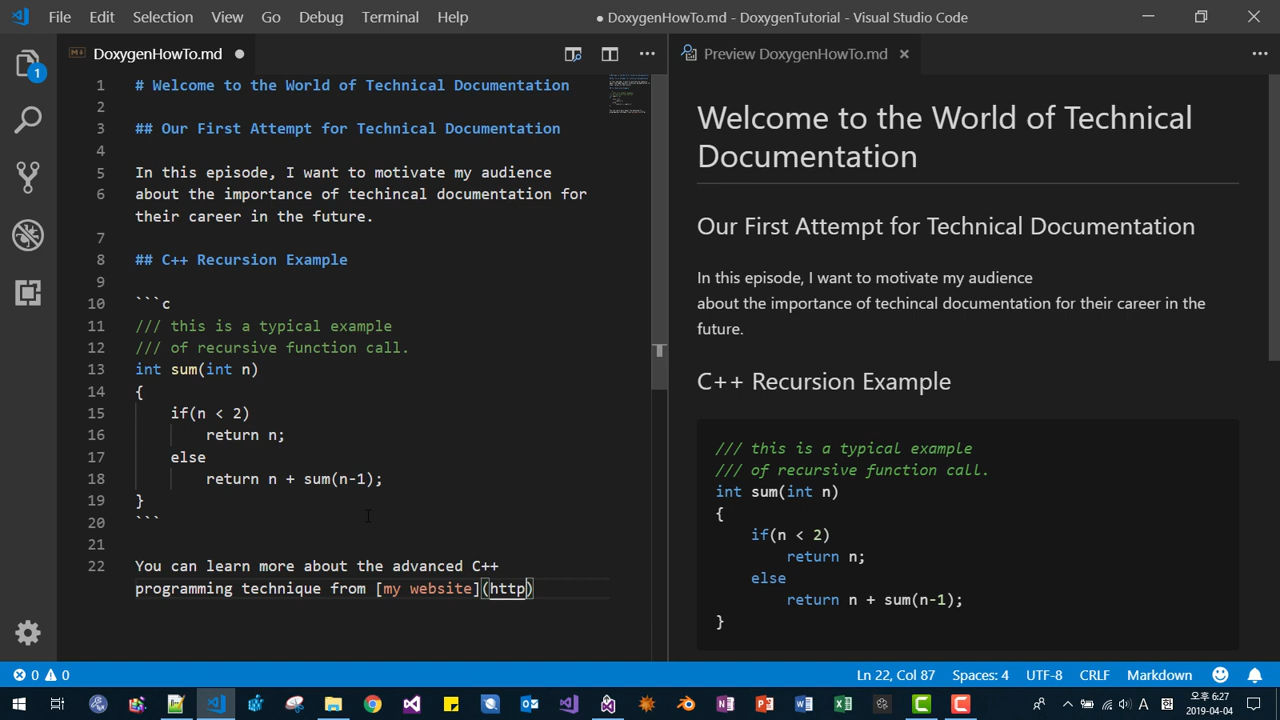 File Edit Selection View Go Debug Terminal Help
● DoxygenHowTo.md - DoxygenTutorial - Visual Studio Code
DoxygenHowTo.md ●
1 # Welcome to the World of Technical Documentation
2
3 ## Our First Attempt for Technical Documentation
4
5 In this episode, I want to motivate my audience
6 about the importance of techincal documentation for
their career in the future.
7
8 ## C++ Recursion Example
9
10 ```c
11 /// this is a typical example
12 /// of recursive function call.
13 int sum(int n)
14 {
15 if(n < 2)
16 return n;
17 else
18 return n + sum(n-1);
19 }
20 ```
21
22 You can learn more about the advanced C++
programming technique from [my website](http)
Preview DoxygenHowTo.md
Welcome to the World of Technical
Documentation
Our First Attempt for Technical Documentation
In this episode, I want to motivate my audience
about the importance of techincal documentation for their career in the
future.
C++ Recursion Example
/// this is a typical example
/// of recursive function call.
int sum(int n)
{
if(n < 2)
return n;
else
return n + sum(n-1);
}
1
0 0
Ln 22, Col 87 Spaces: 4 UTF-8 CRLF Markdown
A
오후 6:27
2019-04-04